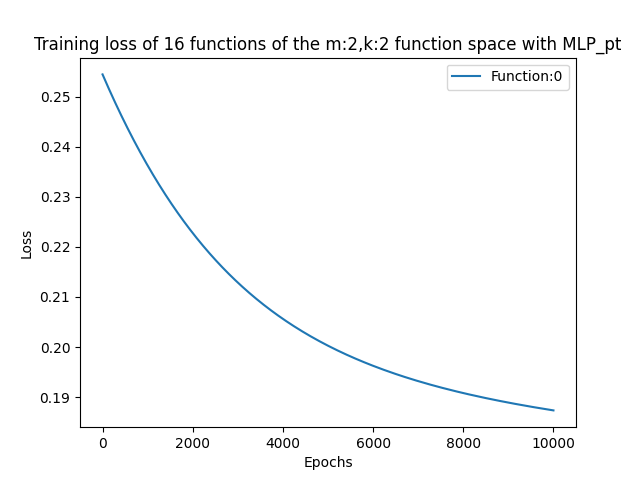 Training loss of 16 functions of the m:2,k:2 function space with MLP_pt
Function:0
0.25
0.24
0.23
0.22
0.21
0.20
0.19
Loss
0 2000 4000 6000 8000 10000
Epochs